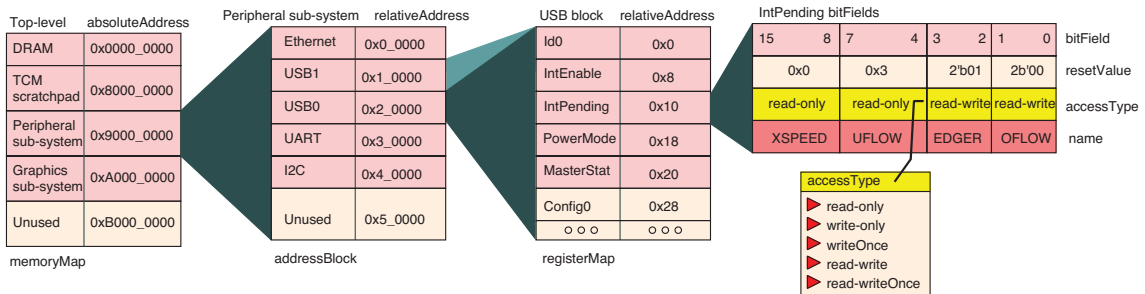 Top-level absoluteAddress
DRAM 0x0000_0000
TCM
scratchpad 0x8000_0000
Peripheral
sub-system 0x9000_0000
Graphics
sub-system 0xA000_0000
Unused 0xB000_0000
memoryMap
Peripheral sub-system relativeAddress
Ethernet 0x0_0000
USB1 0x1_0000
USB0 0x2_0000
UART 0x3_0000
I2C 0x4_0000
Unused 0x5_0000
addressBlock
USB block relativeAddress
Id0 0x0
IntEnable 0x8
IntPending 0x10
PowerMode 0x18
MasterStat 0x20
Config0 0x28
registerMap
IntPending bitFields
15 8 7 4 3 2 1 0 bitField
0x0 0x3 2'b01 2b'00 resetValue
read-only read-only read-write read-write accessType
XSPEED UFLOW EDGER OFLOW name
accessType
read-only
write-only
writeOnce
read-write
read-writeOnce